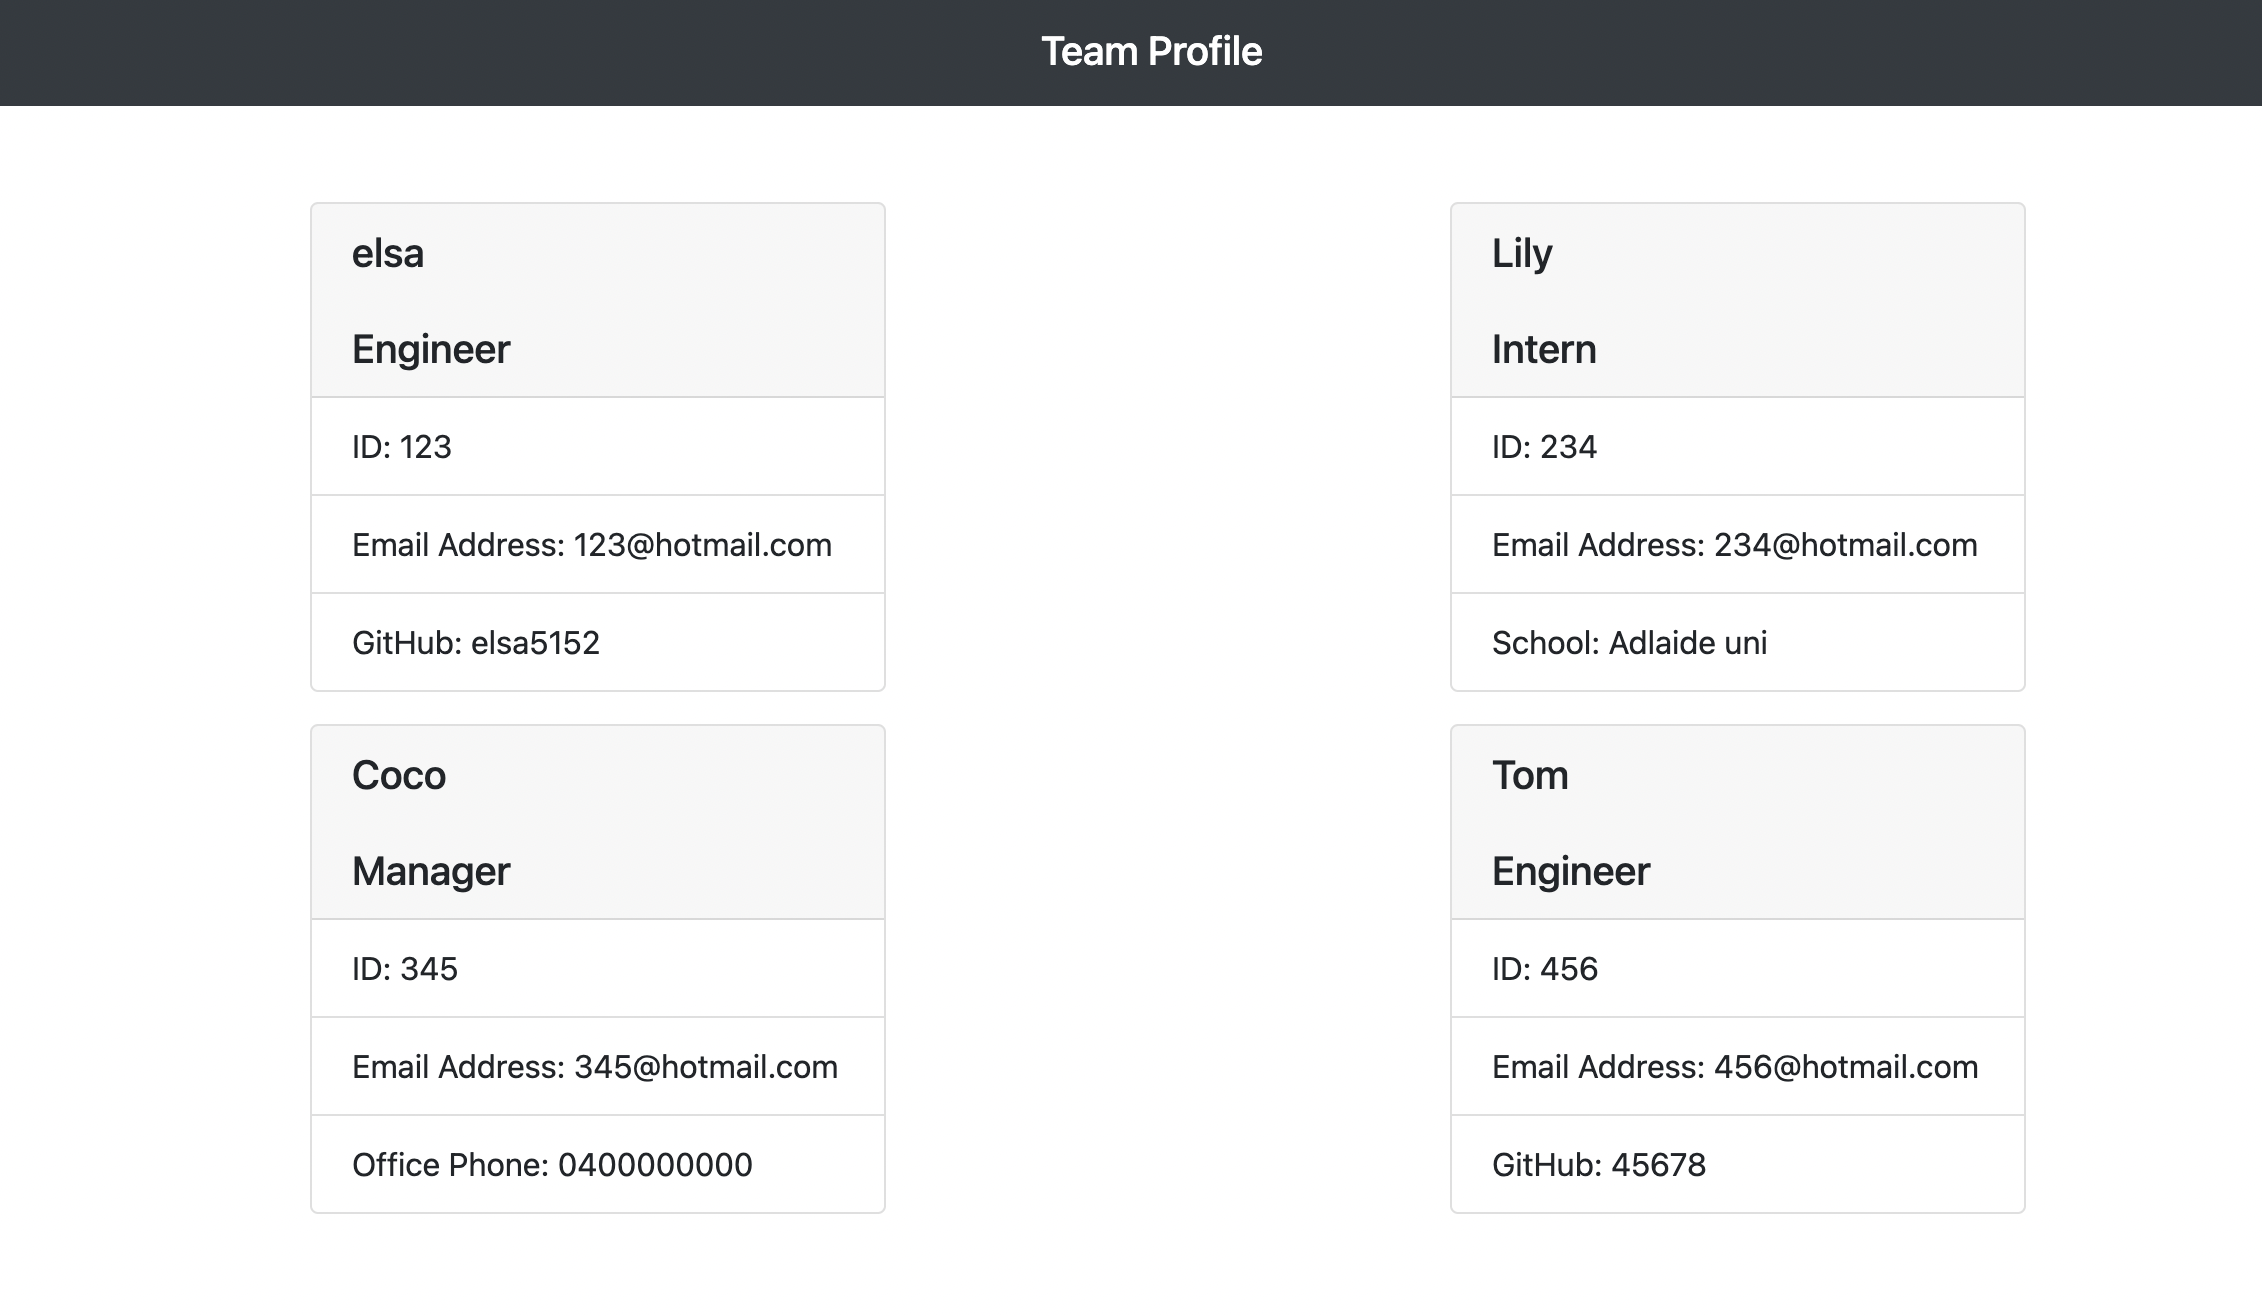 Team Profile
elsa
Engineer
ID: 123
Email Address: 123@hotmail.com
GitHub: elsa5152
Lily
Intern
ID: 234
Email Address: 234@hotmail.com
School: Adlaide uni
Coco
Manager
ID: 345
Email Address: 345@hotmail.com
Office Phone: 0400000000
Tom
Engineer
ID: 456
Email Address: 456@hotmail.com
GitHub: 45678